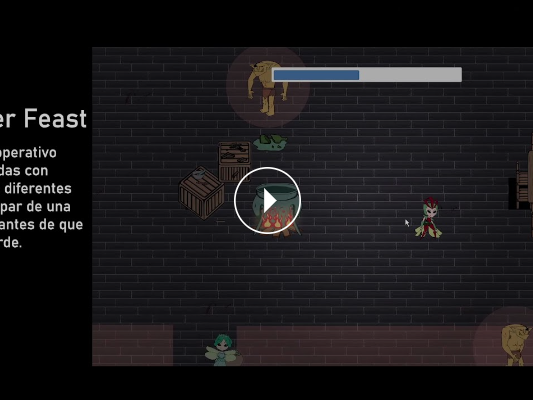 er Feast
operativo
das con
diferentes
par de una
antes de que
rde.